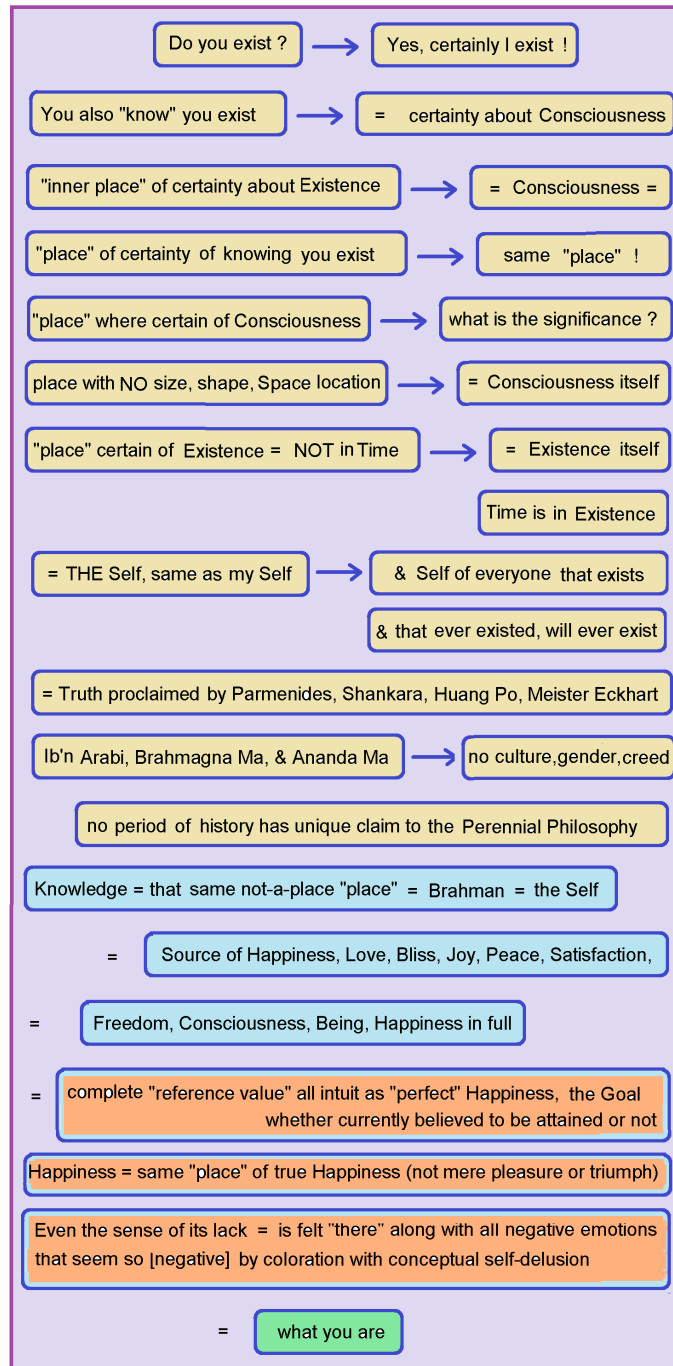 Do you exist ? → Yes, certainly I exist !
You also "know" you exist → = certainty about Consciousness
"inner place" of certainty about Existence → = Consciousness =
"place" of certainty of knowing you exist → same "place" !
"place" where certain of Consciousness → what is the significance ?
place with NO size, shape, Space location → = Consciousness itself
"place" certain of Existence = NOT in Time → = Existence itself
Time is in Existence
= THE Self, same as my Self → & Self of everyone that exists
& that ever existed, will ever exist
= Truth proclaimed by Parmenides, Shankara, Huang Po, Meister Eckhart
Ib'n Arabi, Brahmagna Ma, & Ananda Ma → no culture,gender,creed
no period of history has unique claim to the Perennial Philosophy
Knowledge = that same not-a-place "place" = Brahman = the Self
= Source of Happiness, Love, Bliss, Joy, Peace, Satisfaction,
= Freedom, Consciousness, Being, Happiness in full
= complete "reference value" all intuit as "perfect" Happiness, the Goal
whether currently believed to be attained or not
Happiness = same "place" of true Happiness (not mere pleasure or triumph)
Even the sense of its lack = is felt "there" along with all negative emotions
that seem so [negative] by coloration with conceptual self-delusion
= what you are